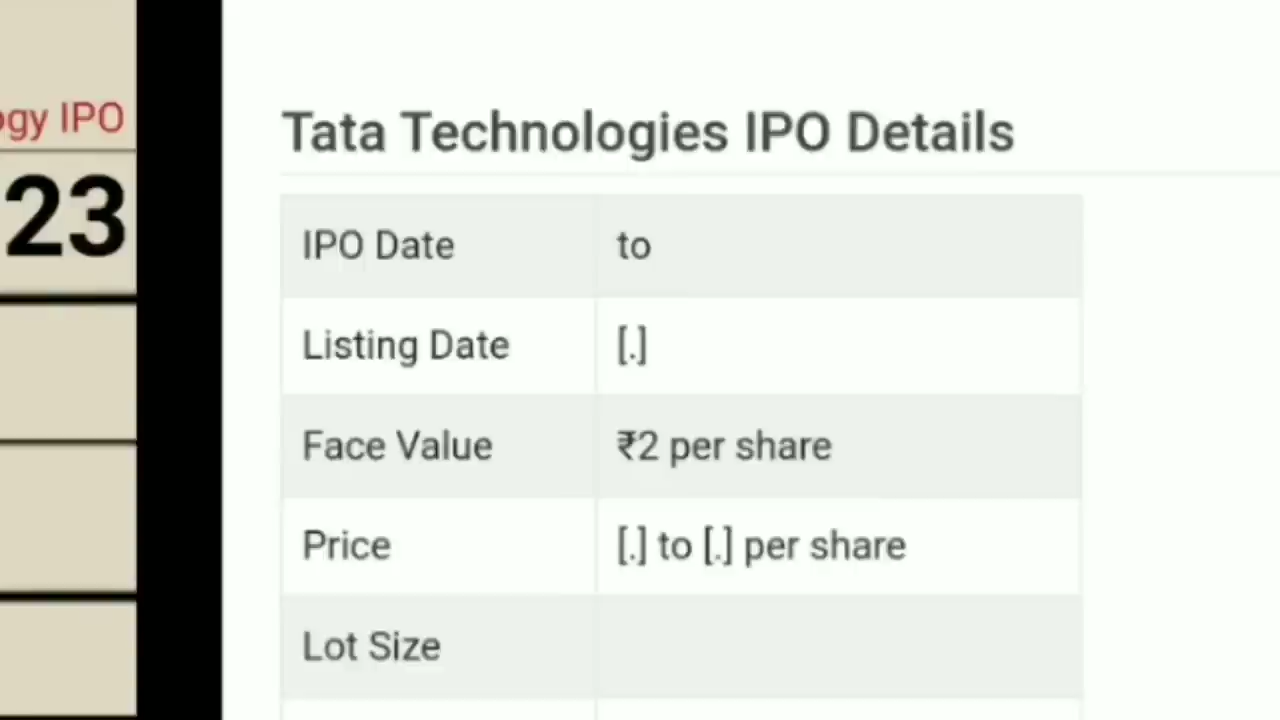 ogy IPO
23
Tata Technologies IPO Details
IPO Date to
Listing Date [.]
Face Value ₹2 per share
Price [.] to [.] per share
Lot Size